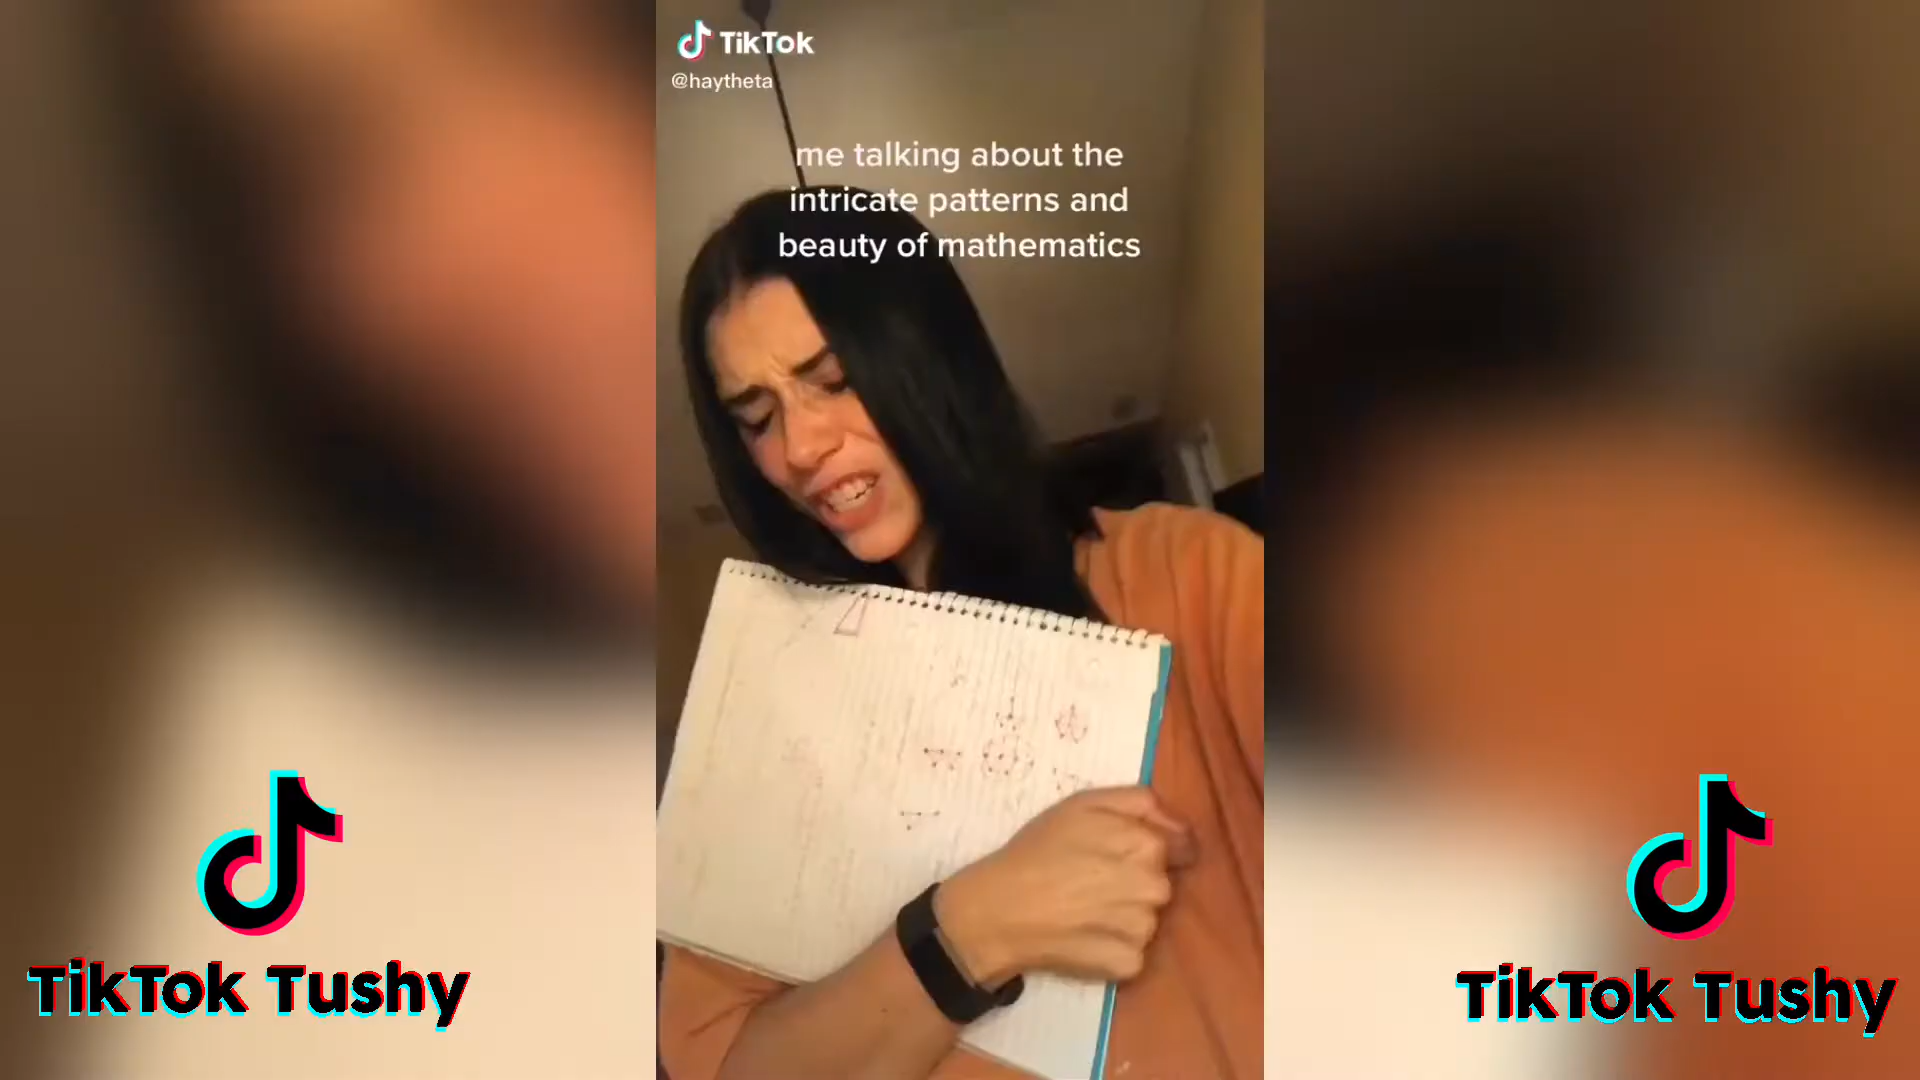 TikTok
@haytheta
me talking about the
intricate patterns and
beauty of mathematics
TikTok Tushy
TikTok Tushy